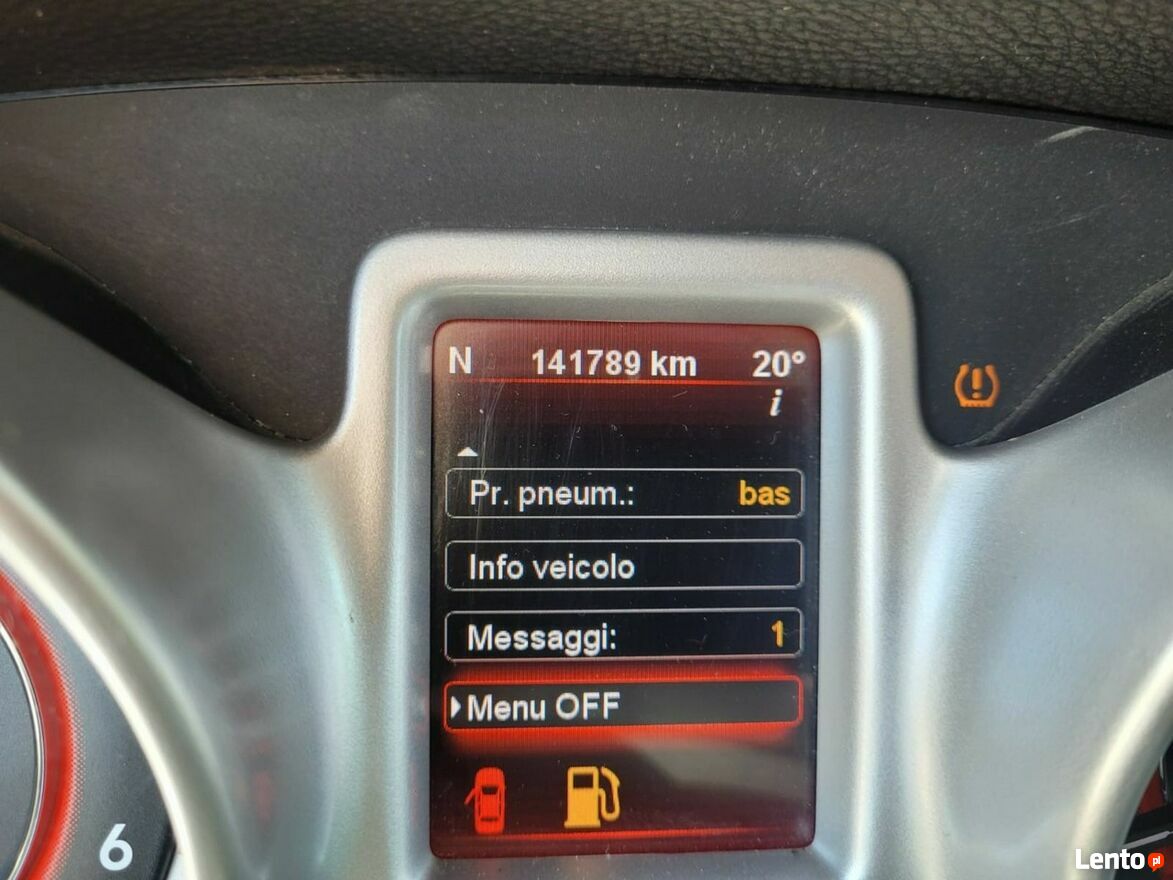 N 141789 km 20°
i
Pr. pneum.: bas
Info veicolo
Messaggi: 1
Menu OFF
6
Lento pl